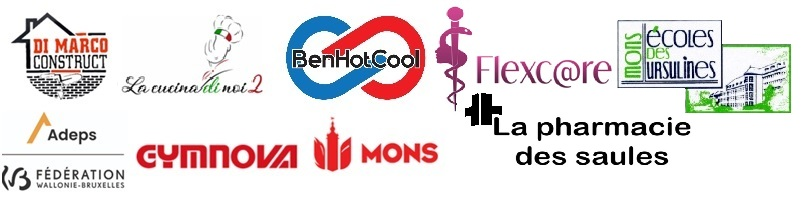 DI MARCO
CONSTRUCT
La cucina di noi 2
BenHotCool
Flexc@re
MONS
ÉCOLES
DES
URSULINES
Adeps
FÉDÉRATION
WALLONIE-BRUXELLES
GYMNOVA
MONS
La pharmacie
des saules